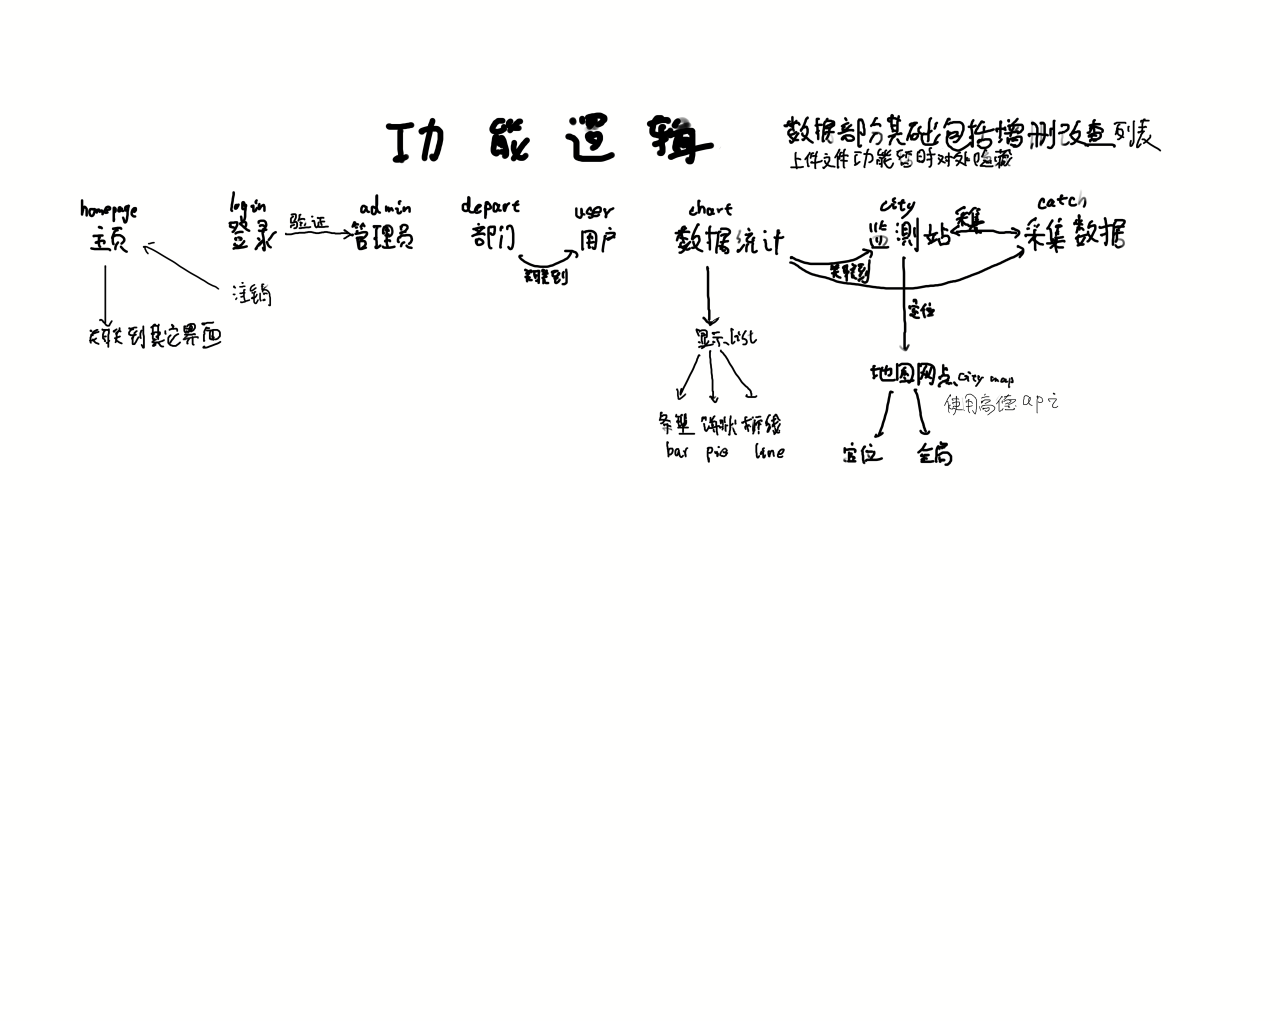 功能逻辑
数据部分基础包括增删改查列表
上传文件功能暂时对外隐藏
homepage
主页
login
登录
验证
admin
管理员
depart
部门
user
用户
关联到
chart
数据统计
city
监测站
采集
catch
采集数据
关联到
注销
关联到其它界面
定位
显示、list
地图网点、city map
使用高德api
条型 饼状 折线
bar pie line
定位 全局